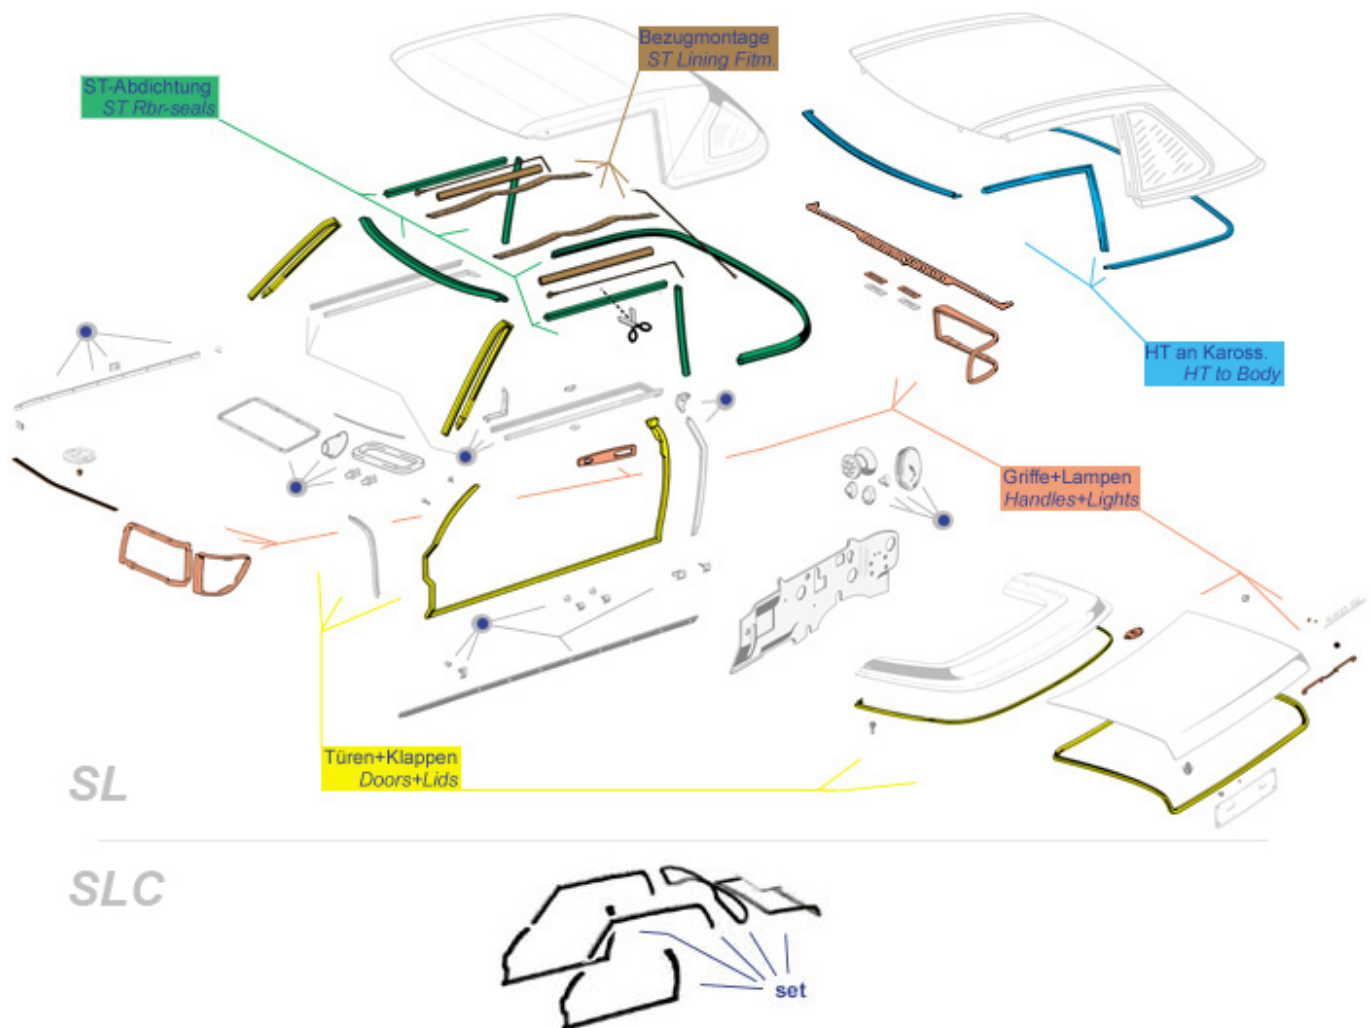 Bezugmontage
ST Lining Fitm.
ST-Abdichtung
ST Rbr-seals
HT an Kaross.
HT to Body
Griffe+Lampen
Handles+Lights
Türen+Klappen
Doors+Lids
SL
SLC
set